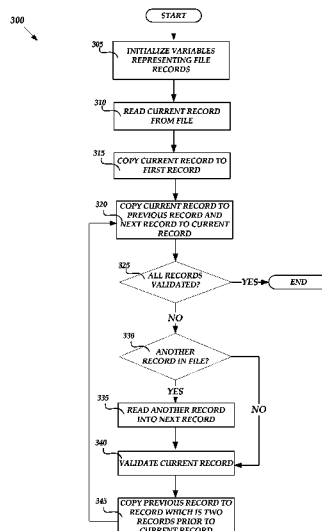 300
START
305
INITIALIZE VARIABLES
REPRESENTING FILE
RECORDS
310
READ CURRENT RECORD
FROM FILE
315
COPY CURRENT RECORD TO
FIRST RECORD
320
COPY CURRENT RECORD TO
PREVIOUS RECORD AND
NEXT RECORD TO CURRENT
RECORD
325
ALL RECORDS
VALIDATED?
YES
END
NO
330
ANOTHER
RECORD IN FILE?
YES
NO
335
READ ANOTHER RECORD
INTO NEXT RECORD
340
VALIDATE CURRENT RECORD
345
COPY PREVIOUS RECORD TO
RECORD WHICH IS TWO
RECORDS PRIOR TO
CURRENT RECORD